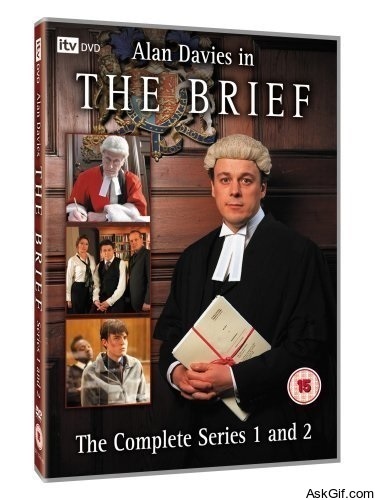 itv DVD
Alan Davies in
THE BRIEF
15
The Complete Series 1 and 2
itv
DVD
Alan Davies
THE BRIEF
Series 1 and 2
DVD
AskGif.com